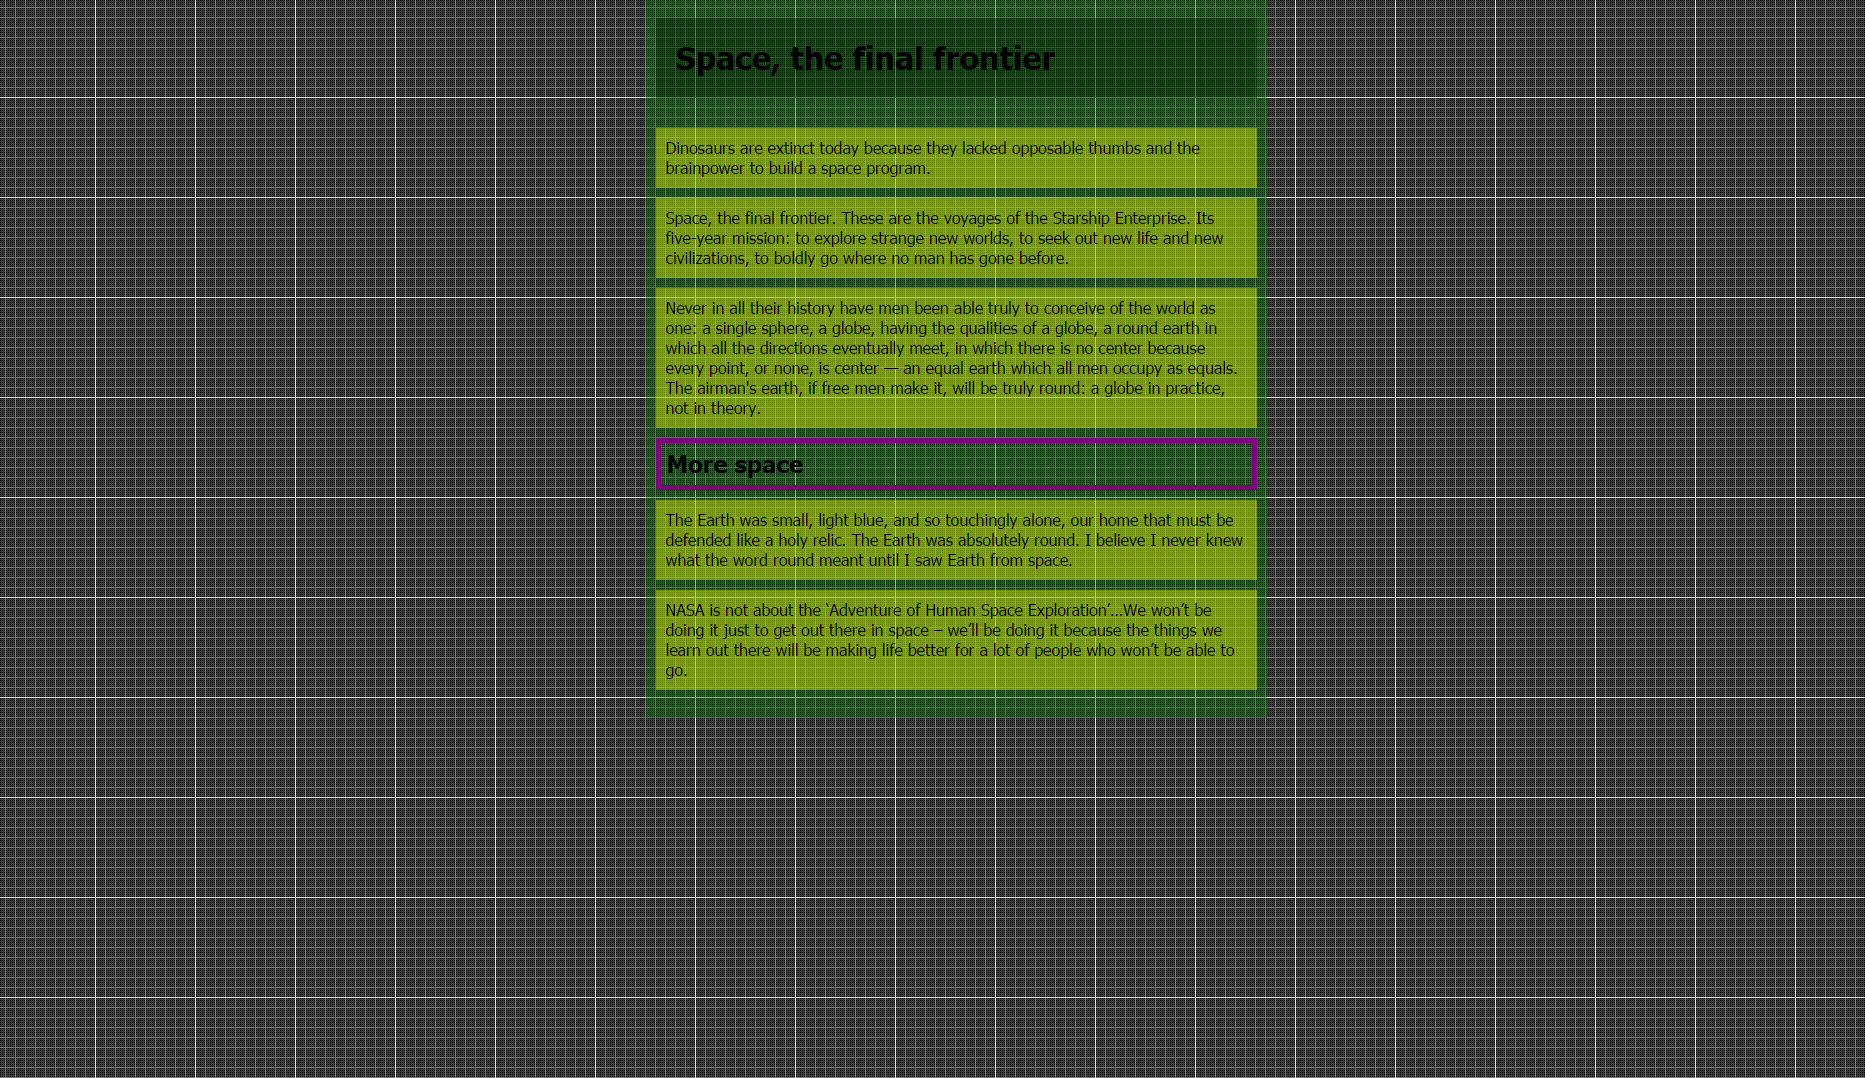 Space, the final frontier
Dinosaurs are extinct today because they lacked opposable thumbs and the
brainpower to build a space program.
Space, the final frontier. These are the voyages of the Starship Enterprise. Its
five-year mission: to explore strange new worlds, to seek out new life and new
civilizations, to boldly go where no man has gone before.
Never in all their history have men been able truly to conceive of the world as
one: a single sphere, a globe, having the qualities of a globe, a round earth in
which all the directions eventually meet, in which there is no center because
every point, or none, is center — an equal earth which all men occupy as equals.
The airman's earth, if free men make it, will be truly round: a globe in practice,
not in theory.
More space
The Earth was small, light blue, and so touchingly alone, our home that must be
defended like a holy relic. The Earth was absolutely round. I believe I never knew
what the word round meant until I saw Earth from space.
NASA is not about the ‘Adventure of Human Space Exploration’…We won’t be
doing it just to get out there in space – we’ll be doing it because the things we
learn out there will be making life better for a lot of people who won’t be able to
go.